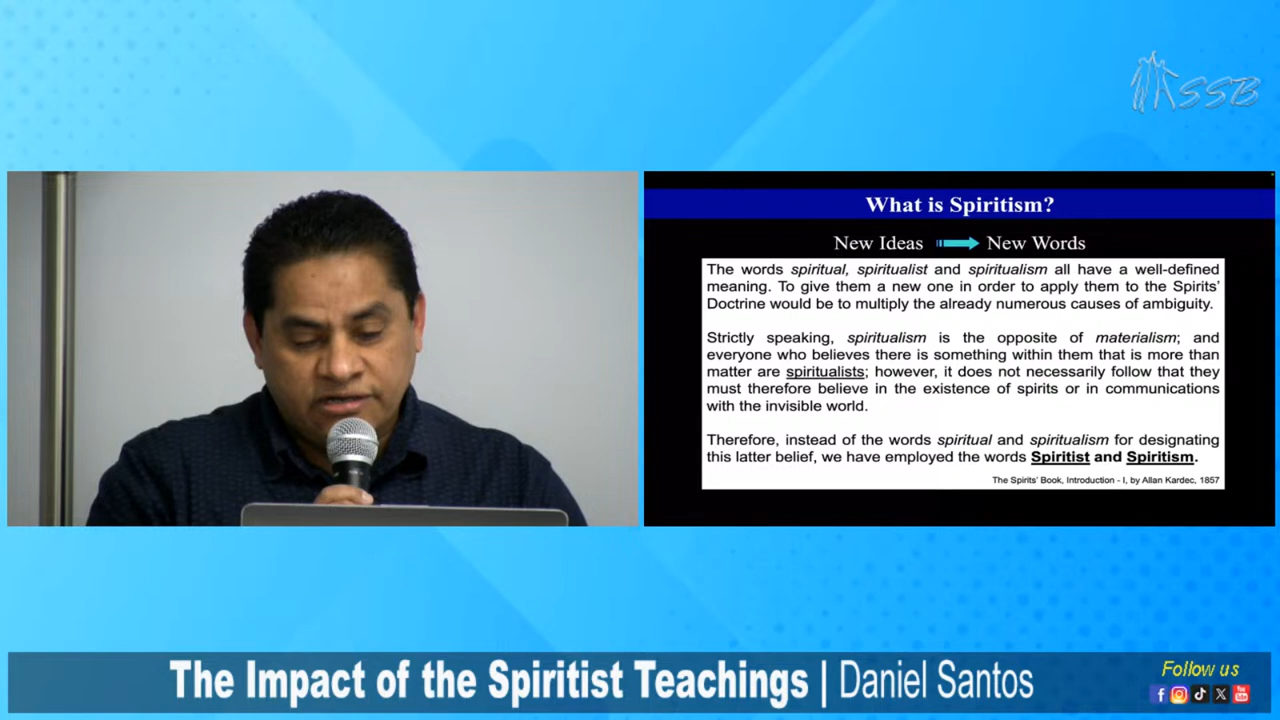 SSB
What is Spiritism?
New Ideas New Words
The words spiritual, spiritualist and spiritualism all have a well-defined
meaning. To give them a new one in order to apply them to the Spirits'
Doctrine would be to multiply the already numerous causes of ambiguity.
Strictly speaking, spiritualism is the opposite of materialism; and
everyone who believes there is something within them that is more than
matter are spiritualists; however, it does not necessarily follow that they
must therefore believe in the existence of spirits or in communications
with the invisible world.
Therefore, instead of the words spiritual and spiritualism for designating
this latter belief, we have employed the words Spiritist and Spiritism.
The Spirits' Book, Introduction - I, by Allan Kardec, 1857
The Impact of the Spiritist Teachings | Daniel Santos
Follow us